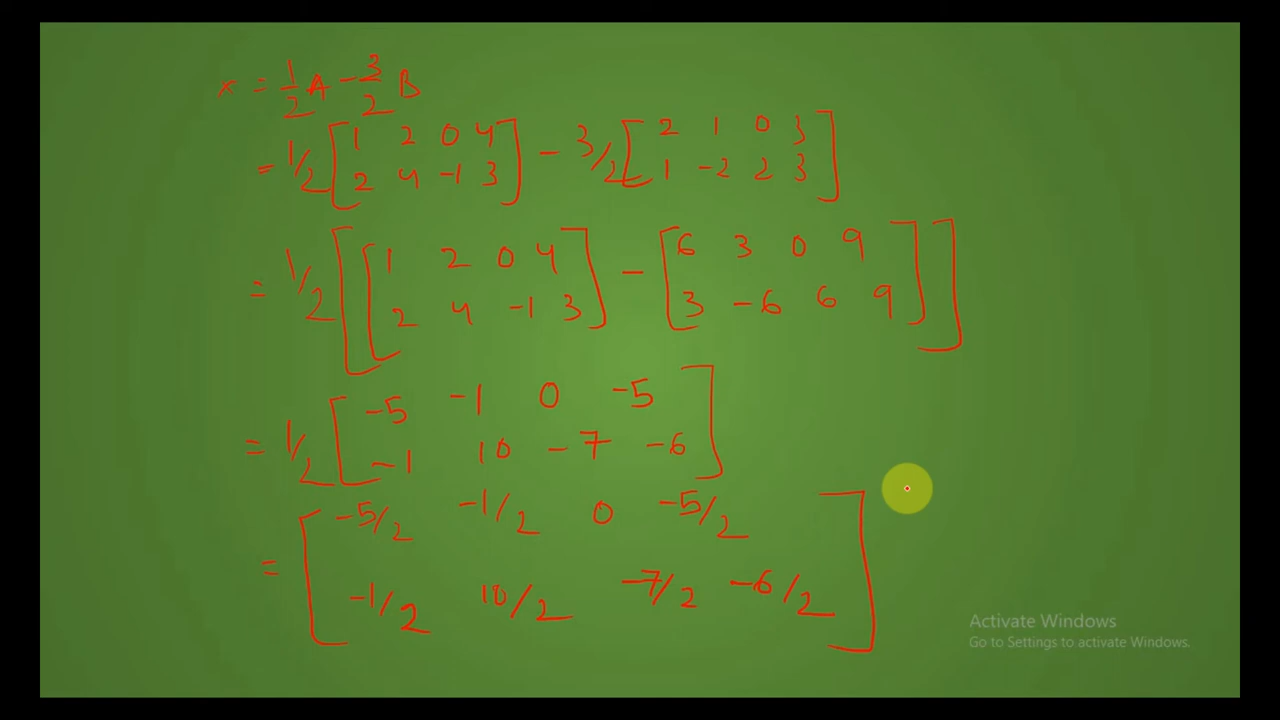 x = 1/2 A - 3/2 B
= 1/2 [ 1 2 0 4 ] - 3/2 [ 2 1 0 3 ]
2 4 -1 3 1 -2 2 3
= 1/2 [ [ 1 2 0 4 ] - [ 6 3 0 9 ] ]
2 4 -1 3 3 -6 6 9
= 1/2 [ -5 -1 0 -5 ]
-1 10 -7 -6
= [ -5/2 -1/2 0 -5/2 ]
-1/2 10/2 -7/2 -6/2
Activate Windows
Go to Settings to activate Windows.